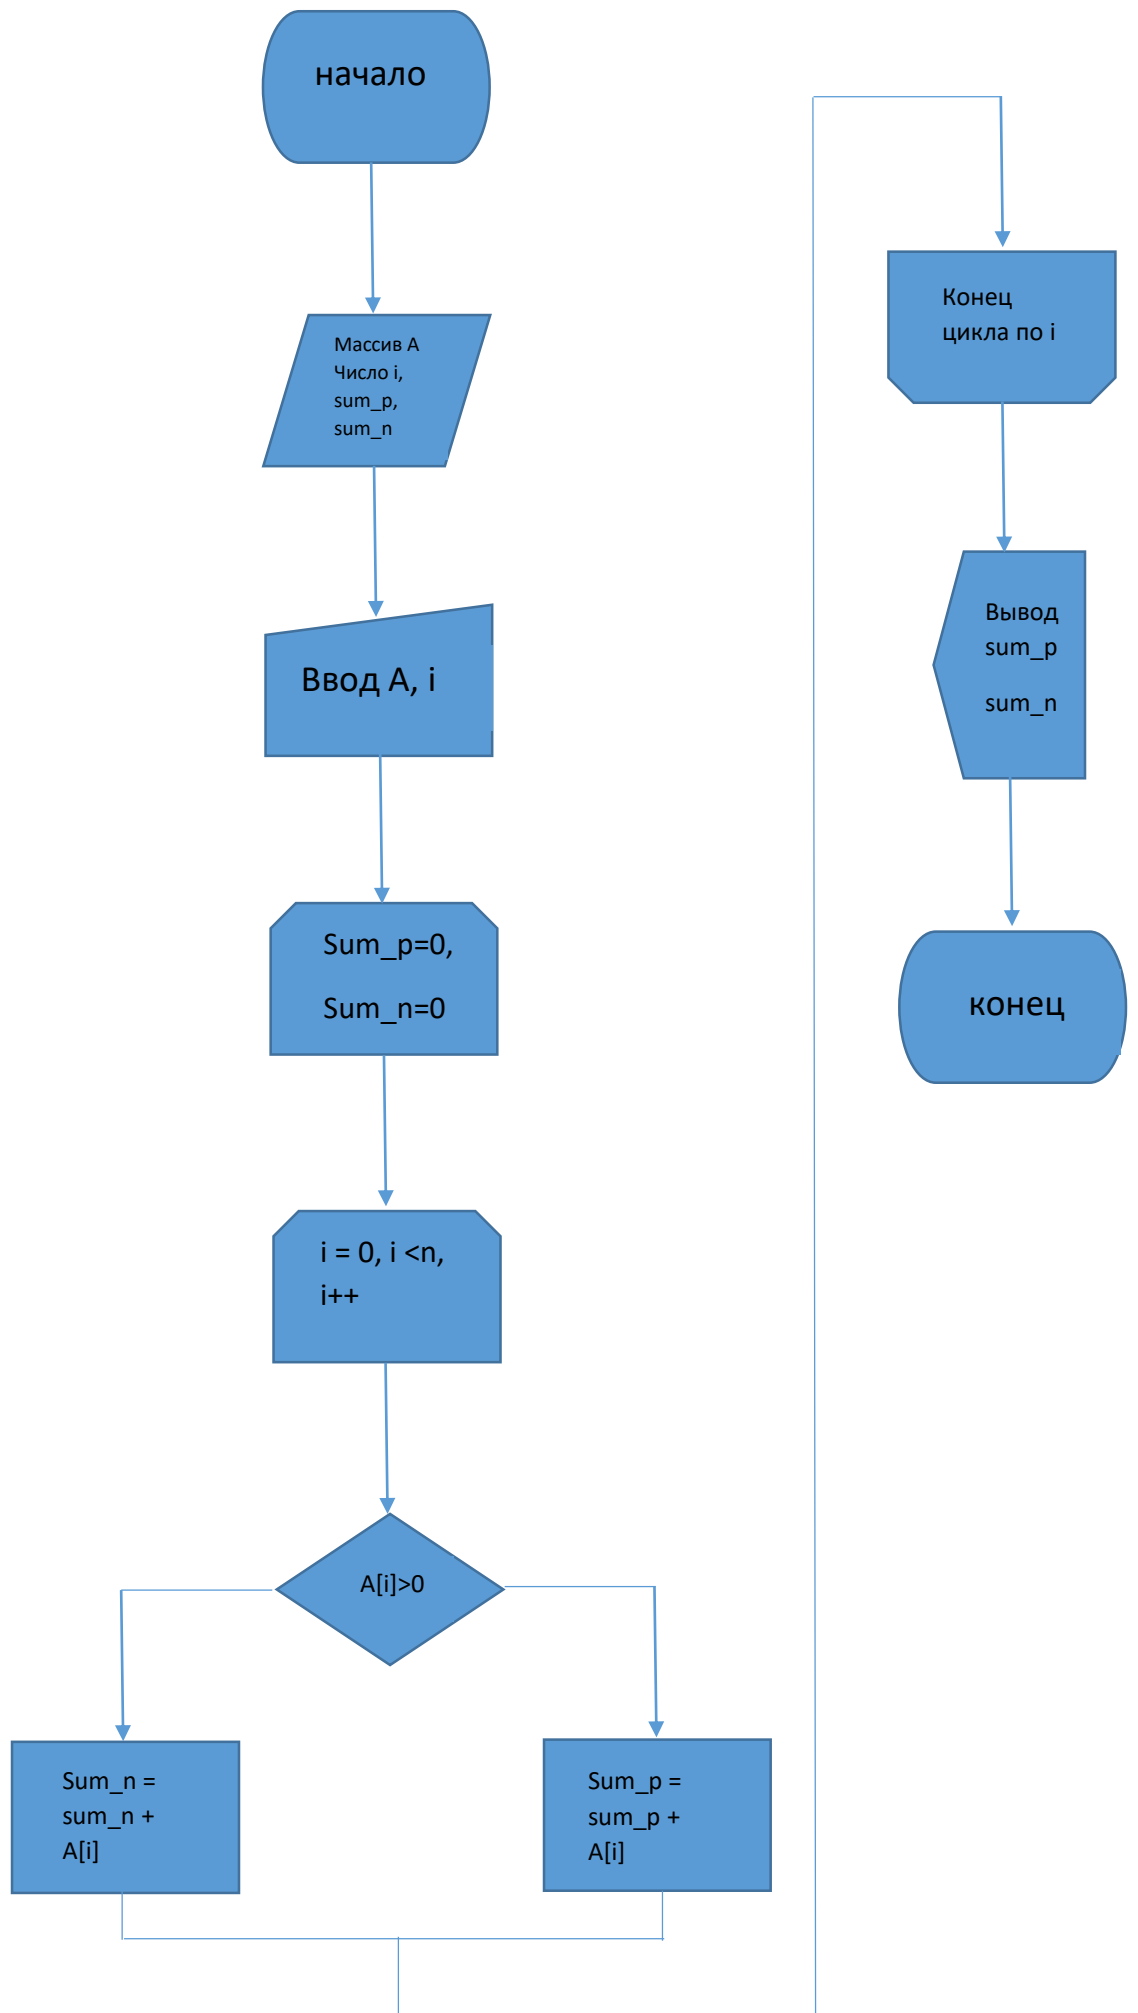 начало
Массив A
Число i,
sum_p,
sum_n
Ввод A, i
Sum_p=0,
Sum_n=0
i = 0, i <n,
i++
A[i]>0
Sum_n =
sum_n +
A[i]
Sum_p =
sum_p +
A[i]
Конец
цикла по i
Вывод
sum_p
sum_n
конец